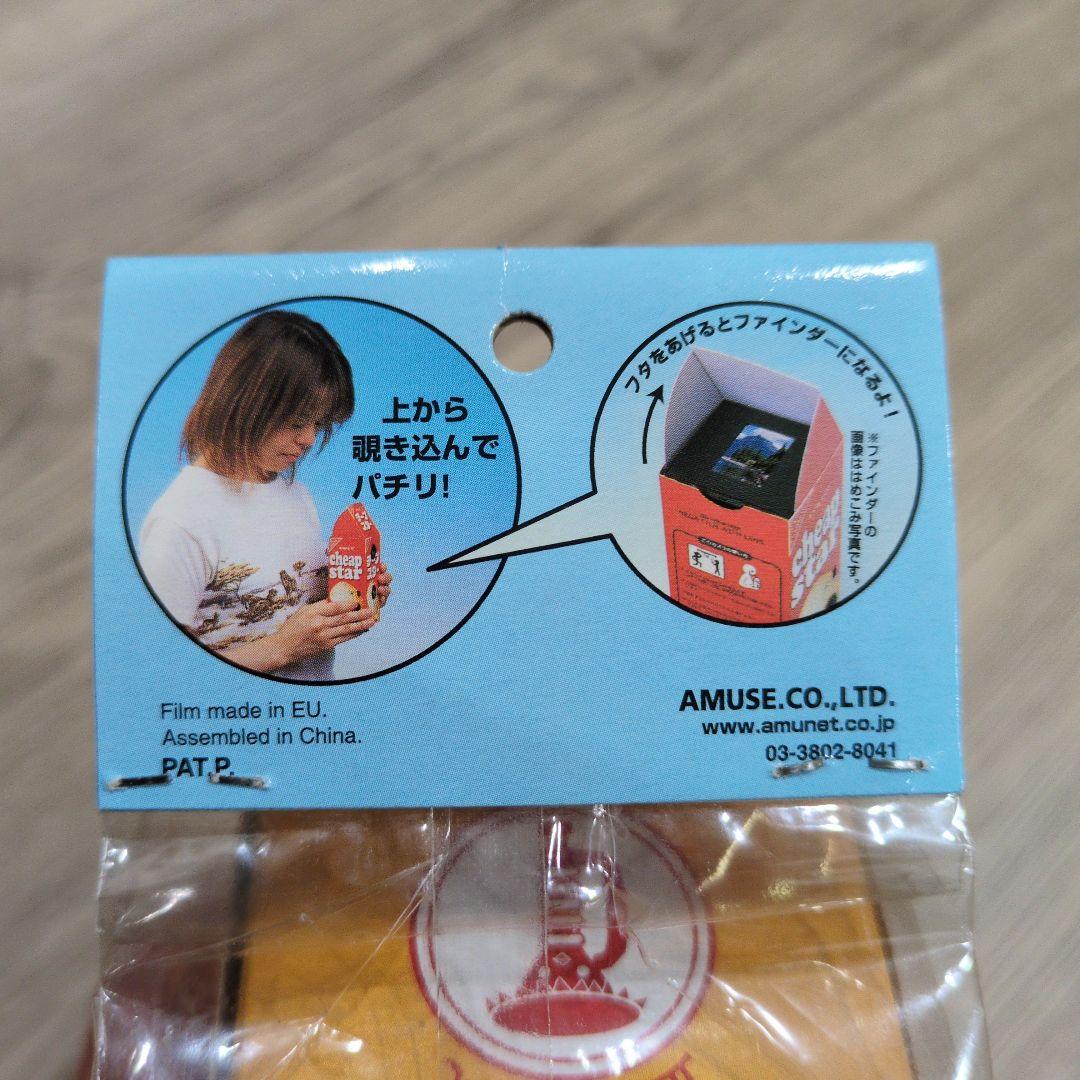 上から
覗き込んで
パチリ!
cheap
star
フタをあげるとファインダーになるよ!
※ファインダーの
画像ははめこみ写真です。
cheap
star
Film made in EU.
Assembled in China.
PAT.P.
AMUSE.CO.,LTD.
www.amunet.co.jp
03-3802-8041